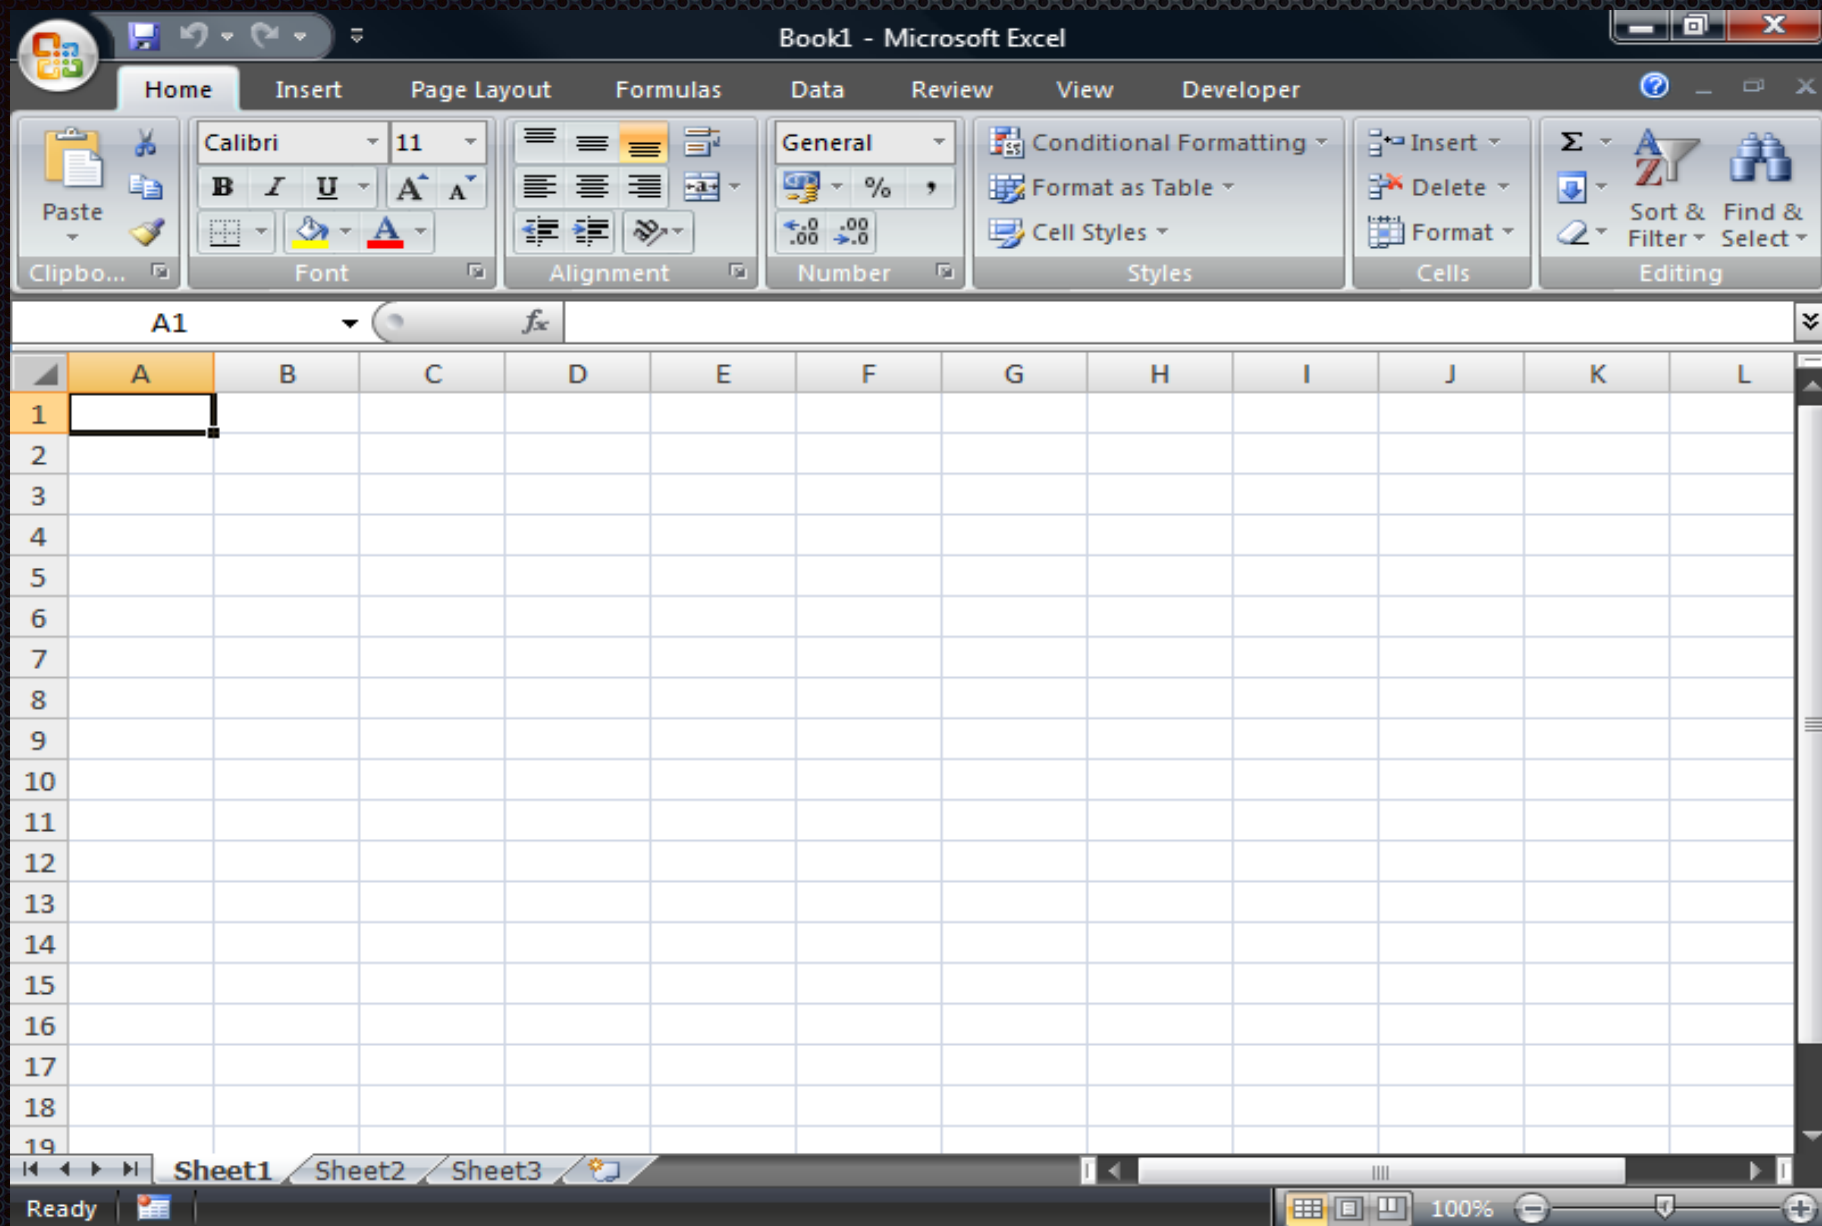 Book1 - Microsoft Excel
Home Insert Page Layout Formulas Data Review View Developer
Calibri 11 General Conditional Formatting Insert Σ
B I U A A % , Format as Table Delete
Paste Sort & Find &
A .00 .00 Cell Styles Format Filter Select
Clipbo... Font Alignment Number Styles Cells Editing
A1 fx
A B C D E F G H I J K L
1
2
3
4
5
6
7
8
9
10
11
12
13
14
15
16
17
18
19
Sheet1 Sheet2 Sheet3
Ready 100%